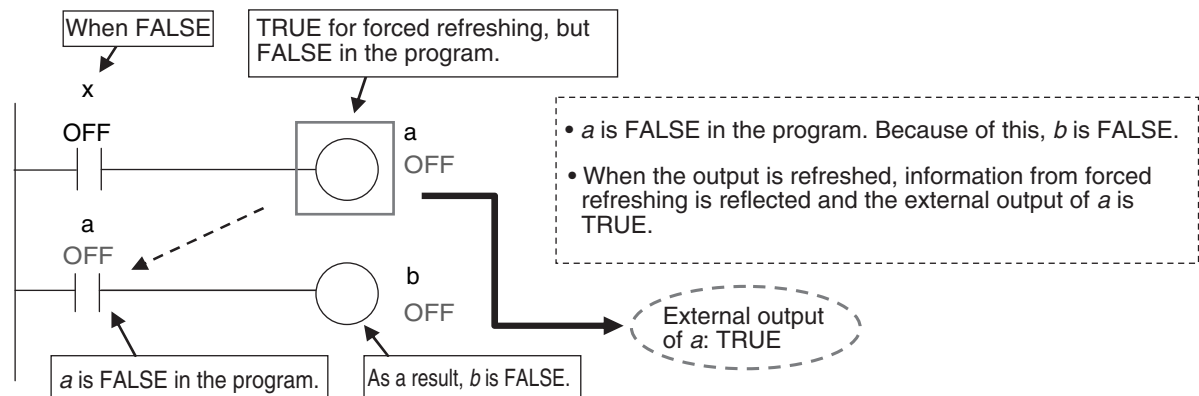 When FALSE
TRUE for forced refreshing, but
FALSE in the program.
x
OFF
a
OFF
• a is FALSE in the program. Because of this, b is FALSE.
• When the output is refreshed, information from forced
refreshing is reflected and the external output of a is
TRUE.
a
OFF
b
OFF
External output
of a: TRUE
a is FALSE in the program.
As a result, b is FALSE.